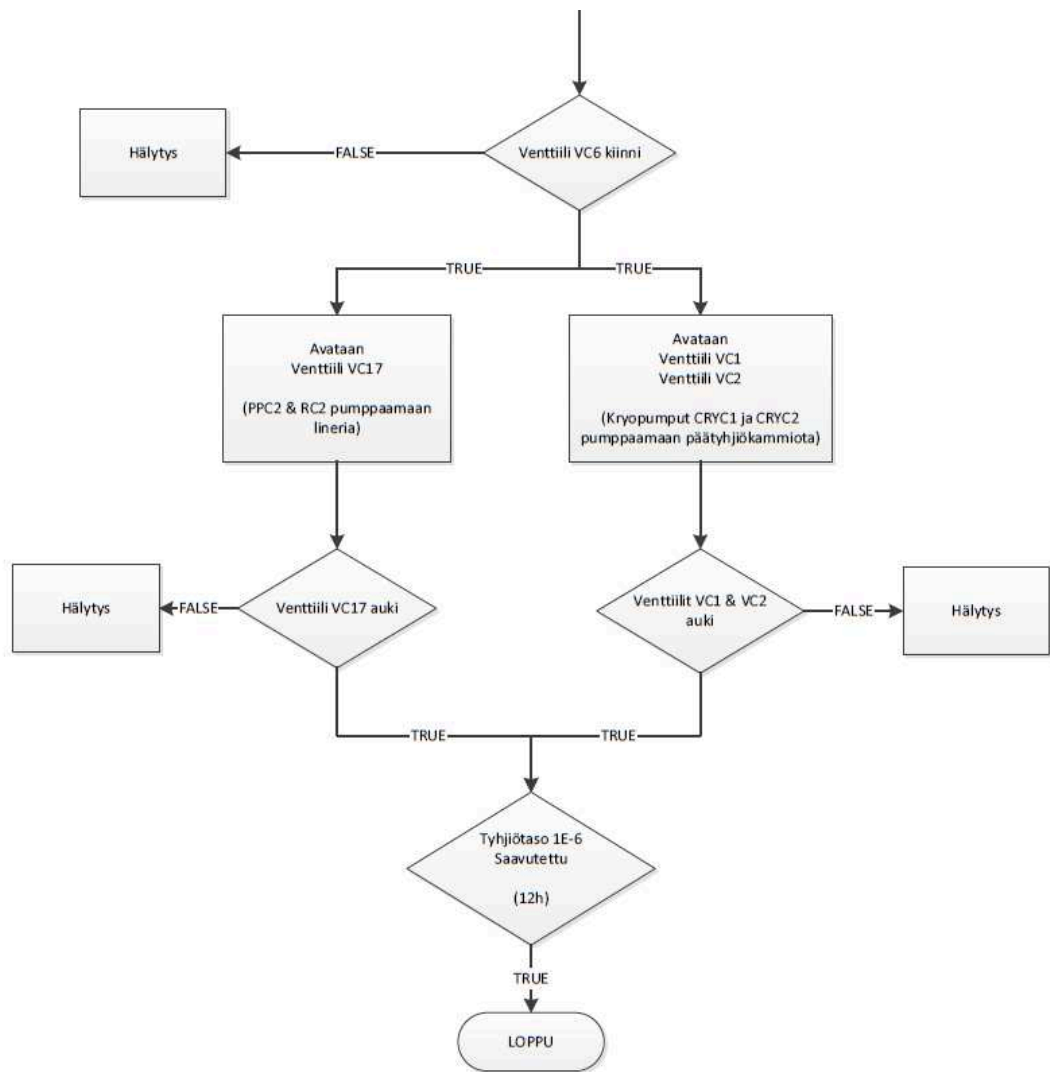 Hälytys
FALSE
Venttiili VC6 kiinni
TRUE
TRUE
Avataan
Venttiili VC17
(PPC2 & RC2 pumppaamaan
lineria)
Avataan
Venttiili VC1
Venttiili VC2
(Kryopumput CRYC1 ja CRYC2
pumppaamaan päätyhjiökammiota)
Hälytys
FALSE
Venttiili VC17 auki
Venttiilit VC1 & VC2
auki
FALSE
Hälytys
TRUE
TRUE
Tyhjiötaso 1E-6
Saavutettu
(12h)
TRUE
LOPPU